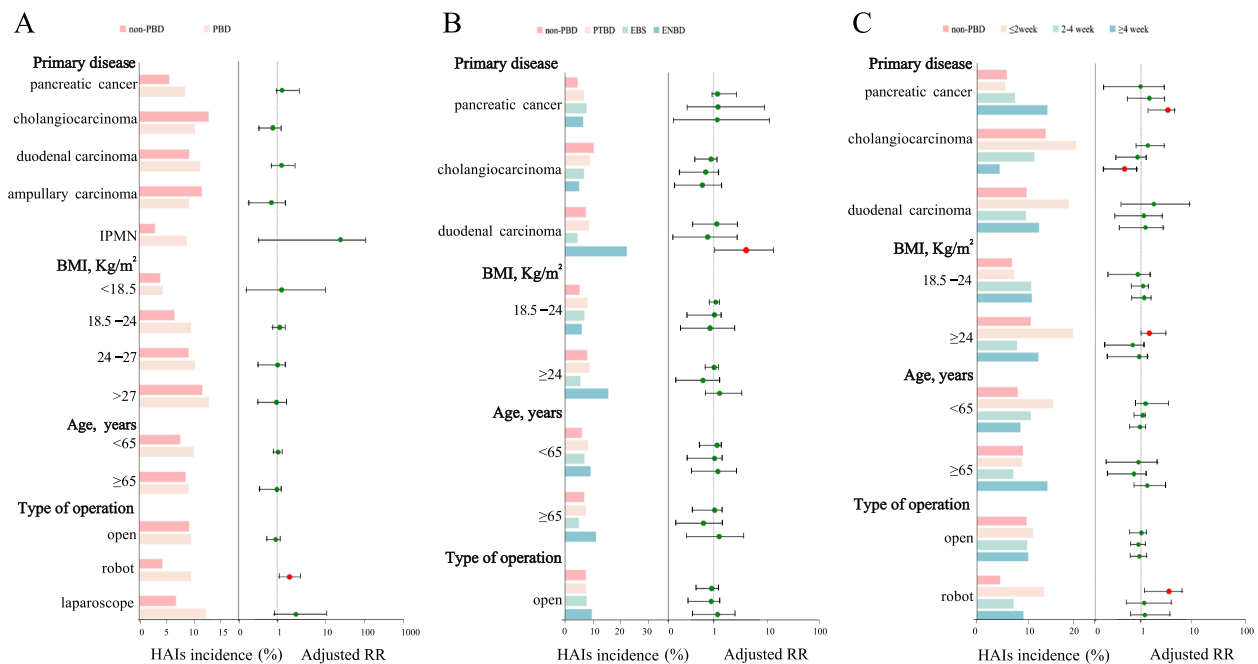 A
non-PBD PBD
Primary disease
pancreatic cancer
cholangiocarcinoma
duodenal carcinoma
ampullary carcinoma
IPMN
BMI, Kg/m²
<18.5
18.5–24
24–27
>27
Age, years
<65
≥65
Type of operation
open
robot
laparoscope
0 5 10 15 0 1 10 100 1000
HAIs incidence (%) Adjusted RR
B
non-PBD PTBD EBS ENBD
Primary disease
pancreatic cancer
cholangiocarcinoma
duodenal carcinoma
BMI, Kg/m²
18.5–24
≥24
Age, years
<65
≥65
Type of operation
open
0 10 20 30 0 1 10 100
HAIs incidence (%) Adjusted RR
C
non-PBD ≤2week 2-4 week ≥4 week
Primary disease
pancreatic cancer
cholangiocarcinoma
duodenal carcinoma
BMI, Kg/m²
18.5–24
≥24
Age, years
<65
≥65
Type of operation
open
robot
0 10 20 0 1 10 100
HAIs incidence (%) Adjusted RR